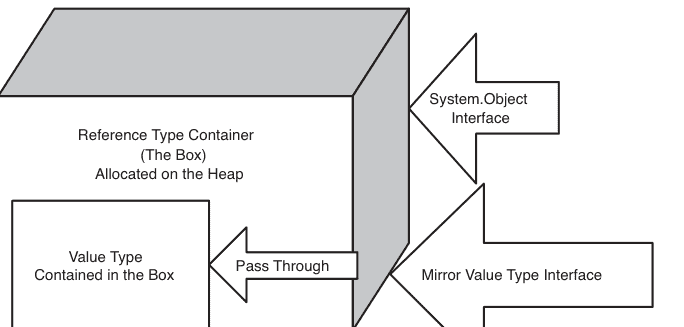 System.Object
Interface
Reference Type Container
(The Box)
Allocated on the Heap
Value Type
Contained in the Box
Pass Through
Mirror Value Type Interface